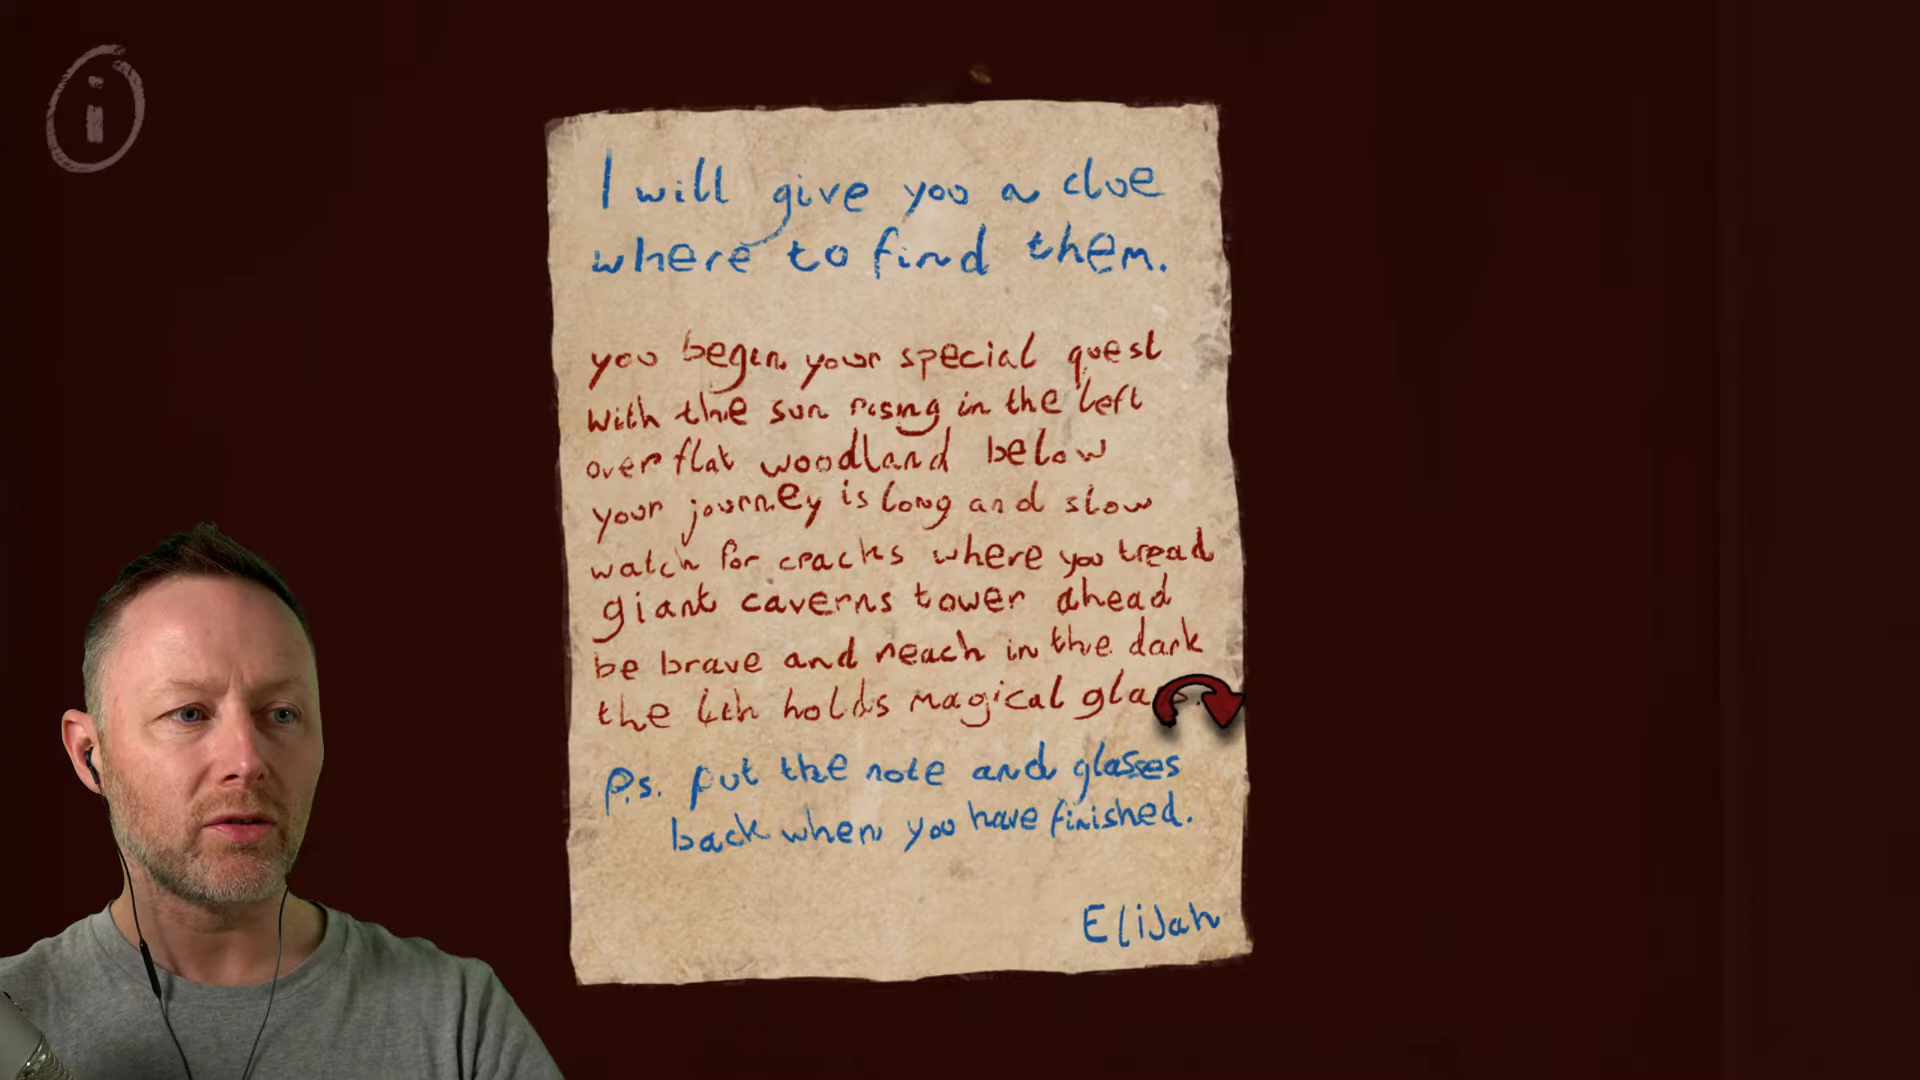 i
I will give you a clue
where to find them.
you begin your special quest
with the sun rising in the left
over flat woodland below
your journey is long and slow
watch for cracks where you tread
giant caverns tower ahead
be brave and reach in the dark
the 4th holds magical
P.s. put the note and glasses
back when you have finished.
Elijah